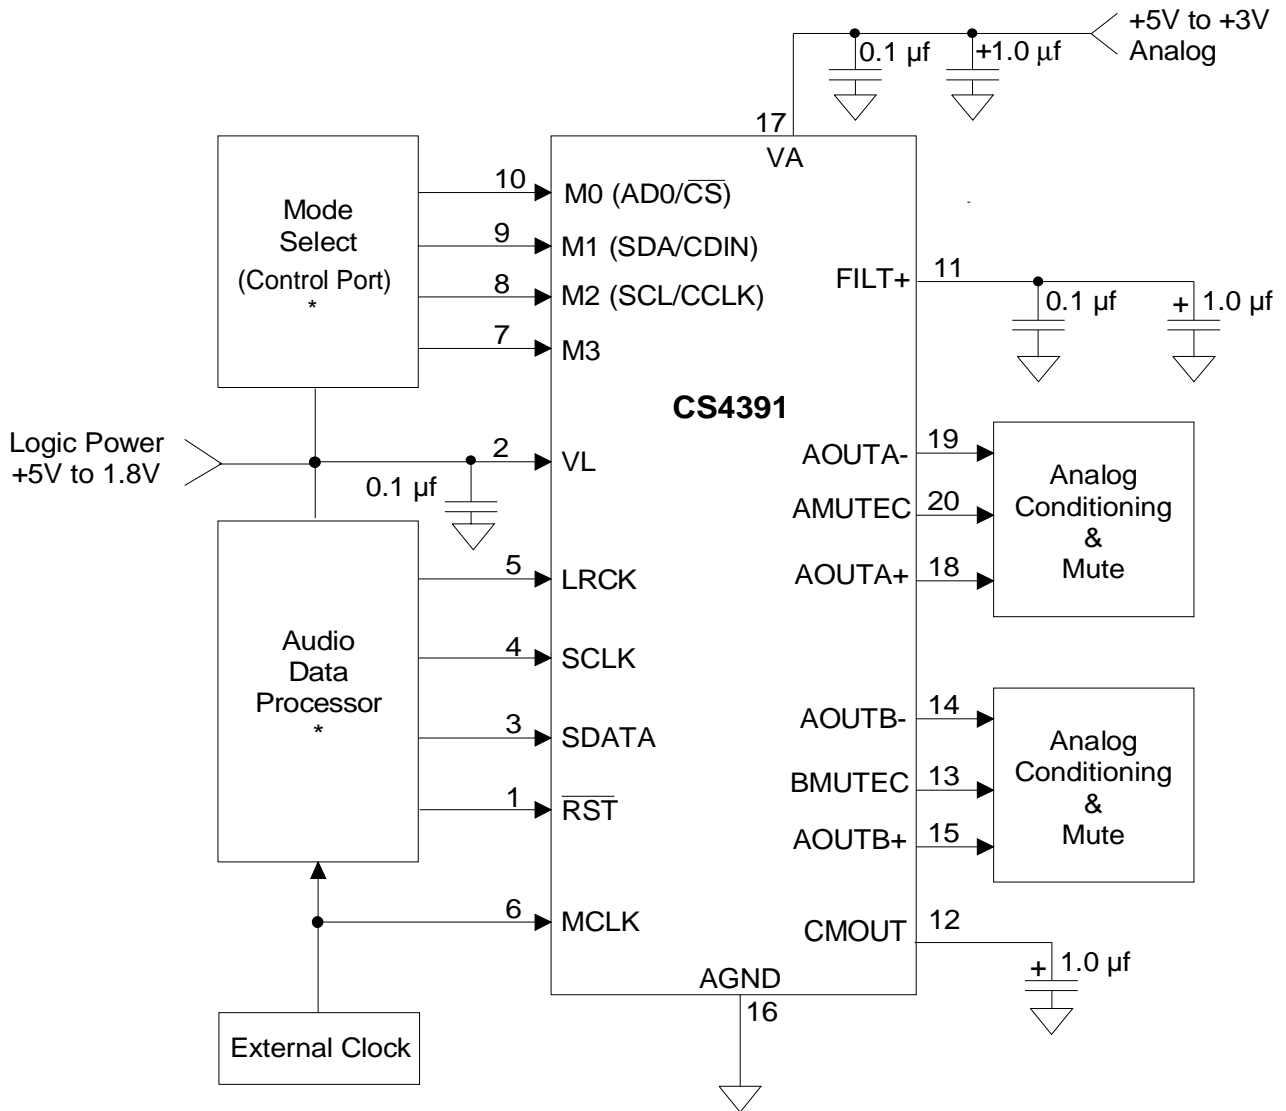 +5V to +3V
Analog
0.1 µf
+1.0 µf
17
VA
Mode
Select
(Control Port)
*
10
M0 (AD0/C̅S̅)
9
M1 (SDA/CDIN)
8
M2 (SCL/CCLK)
7
M3
FILT+
11
0.1 µf
+ 1.0 µf
CS4391
Logic Power
+5V to 1.8V
2
VL
0.1 µf
AOUTA-
19
AMUTEC
20
AOUTA+
18
Analog
Conditioning
&
Mute
Audio
Data
Processor
*
5
LRCK
4
SCLK
3
SDATA
1
R̅S̅T̅
6
MCLK
AOUTB-
14
BMUTEC
13
AOUTB+
15
Analog
Conditioning
&
Mute
CMOUT
12
+ 1.0 µf
AGND
16
External Clock